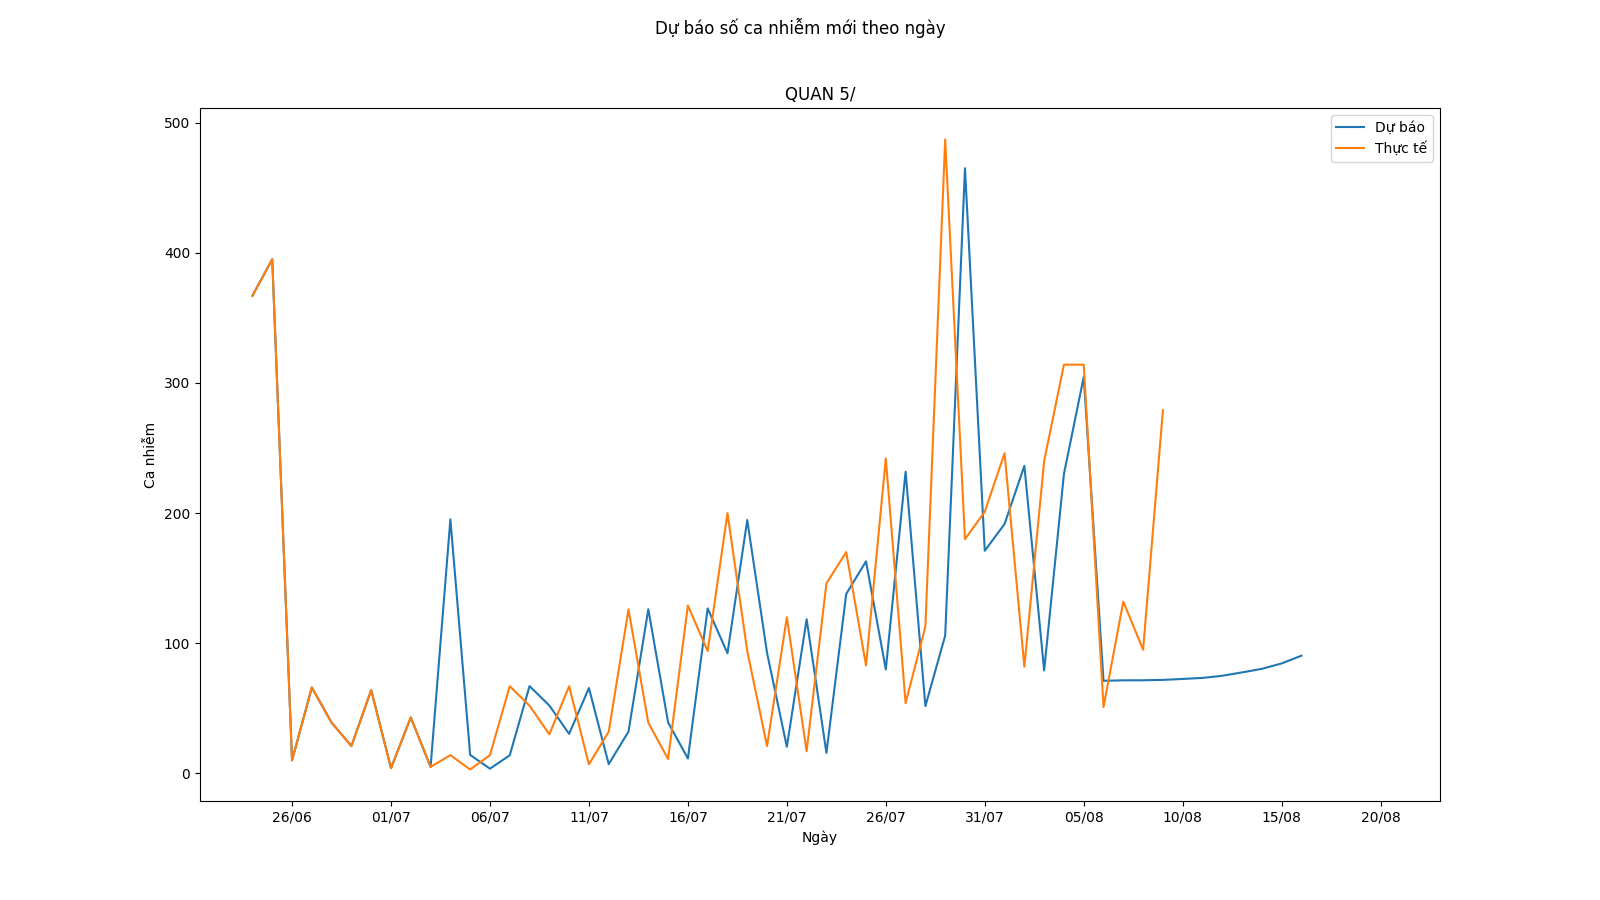 Dự báo số ca nhiễm mới theo ngày
QUAN 5/
Dự báo
Thực tế
500
400
300
200
100
0
Ca nhiễm
26/06 01/07 06/07 11/07 16/07 21/07 26/07 31/07 05/08 10/08 15/08 20/08
Ngày